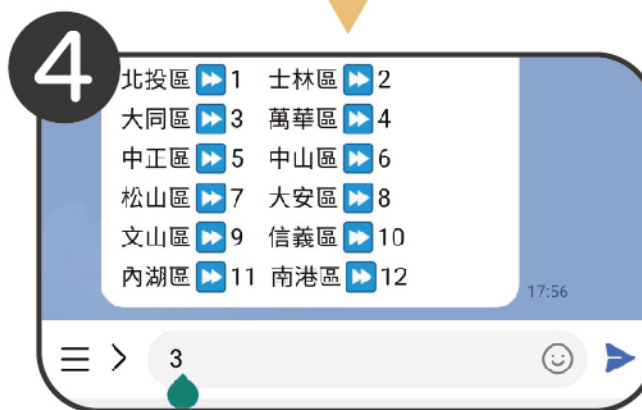 4
北投區⏩1 士林區⏩2
大同區⏩3 萬華區⏩4
中正區⏩5 中山區⏩6
松山區⏩7 大安區⏩8
文山區⏩9 信義區⏩10
內湖區⏩11 南港區⏩12
17:56
3